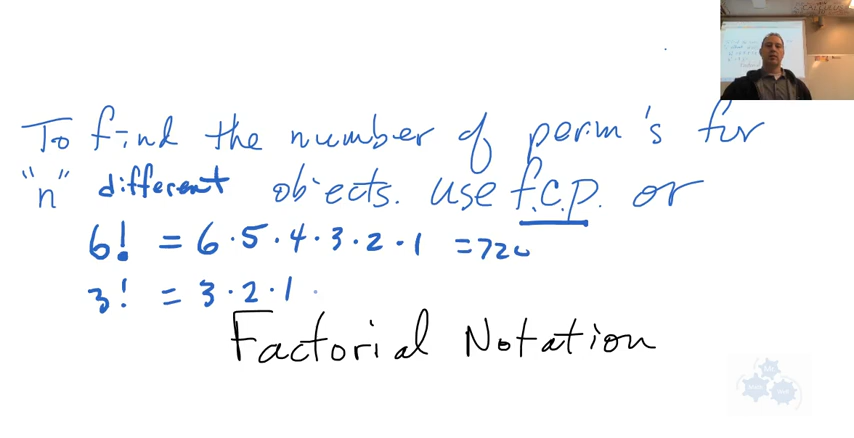 To find the number of perm's for
"n" different objects. use f.c.p. or
6! = 6 · 5 · 4 · 3 · 2 · 1 = 720
3! = 3 · 2 · 1
Factorial Notation